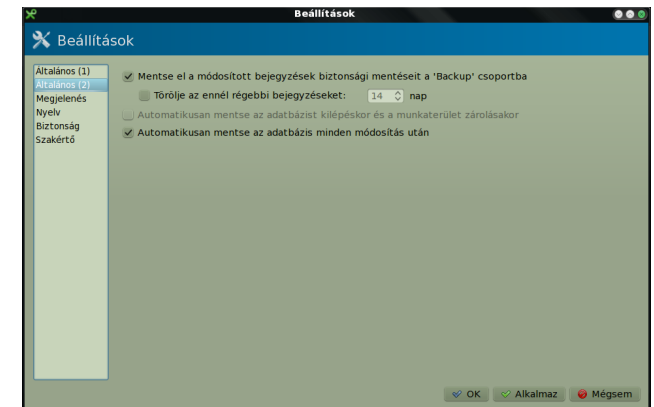 Beállítások
Beállítások
Általános (1)
Általános (2)
Megjelenés
Nyelv
Biztonság
Szakértő
Mentse el a módosított bejegyzések biztonsági mentéseit a 'Backup' csoportba
Törölje az ennél régebbi bejegyzéseket: 14 nap
Automatikusan mentse az adatbázist kilépéskor és a munkaterület zárolásakor
Automatikusan mentse az adatbázis minden módosítás után
OK Alkalmaz Mégsem